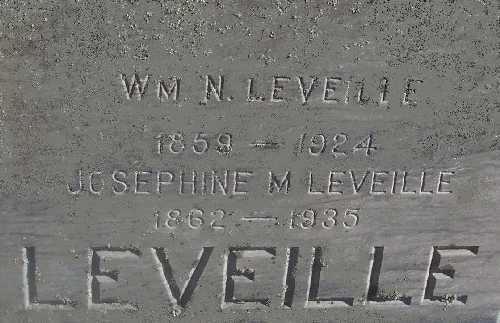 Wm N. LEVEILLE
1859 — 1924
JOSEPHINE M LEVEILLE
1862 — 1935
LEVEILLE